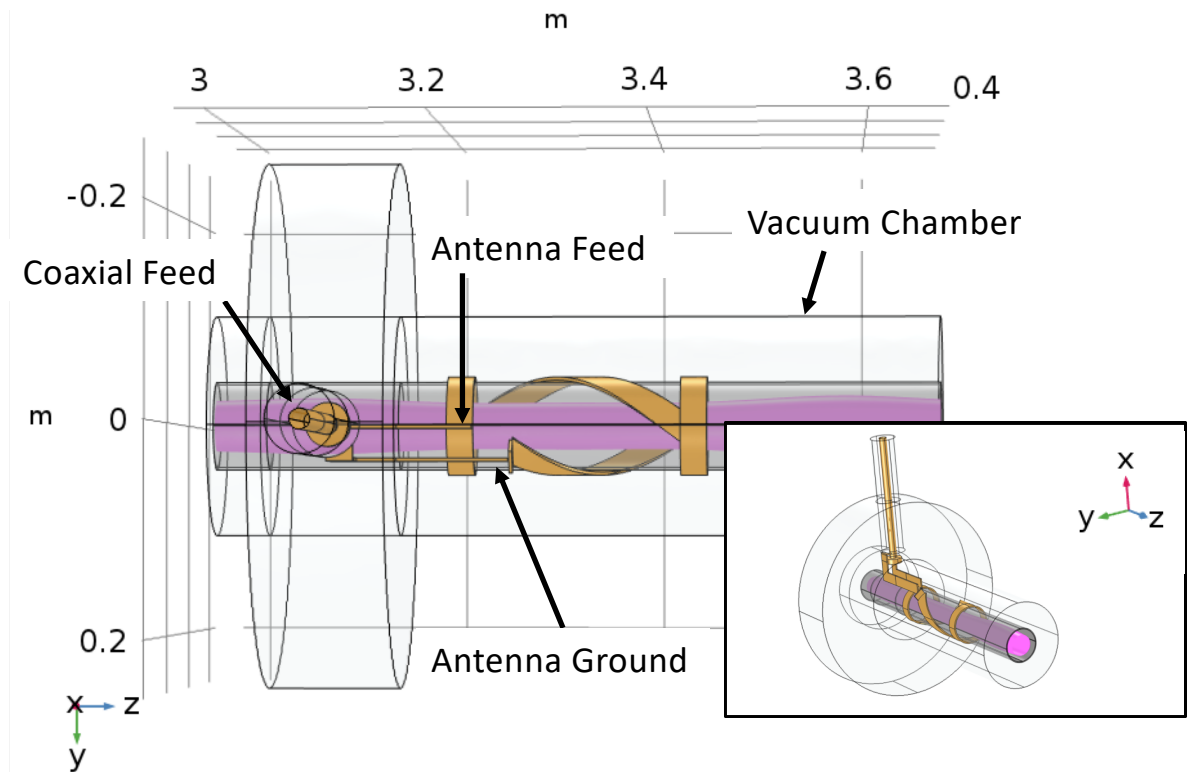 m
3 3.2 3.4 3.6 0.4
-0.2
Vacuum Chamber
Antenna Feed
Coaxial Feed
m 0
x
y z
0.2
Antenna Ground
x z
y